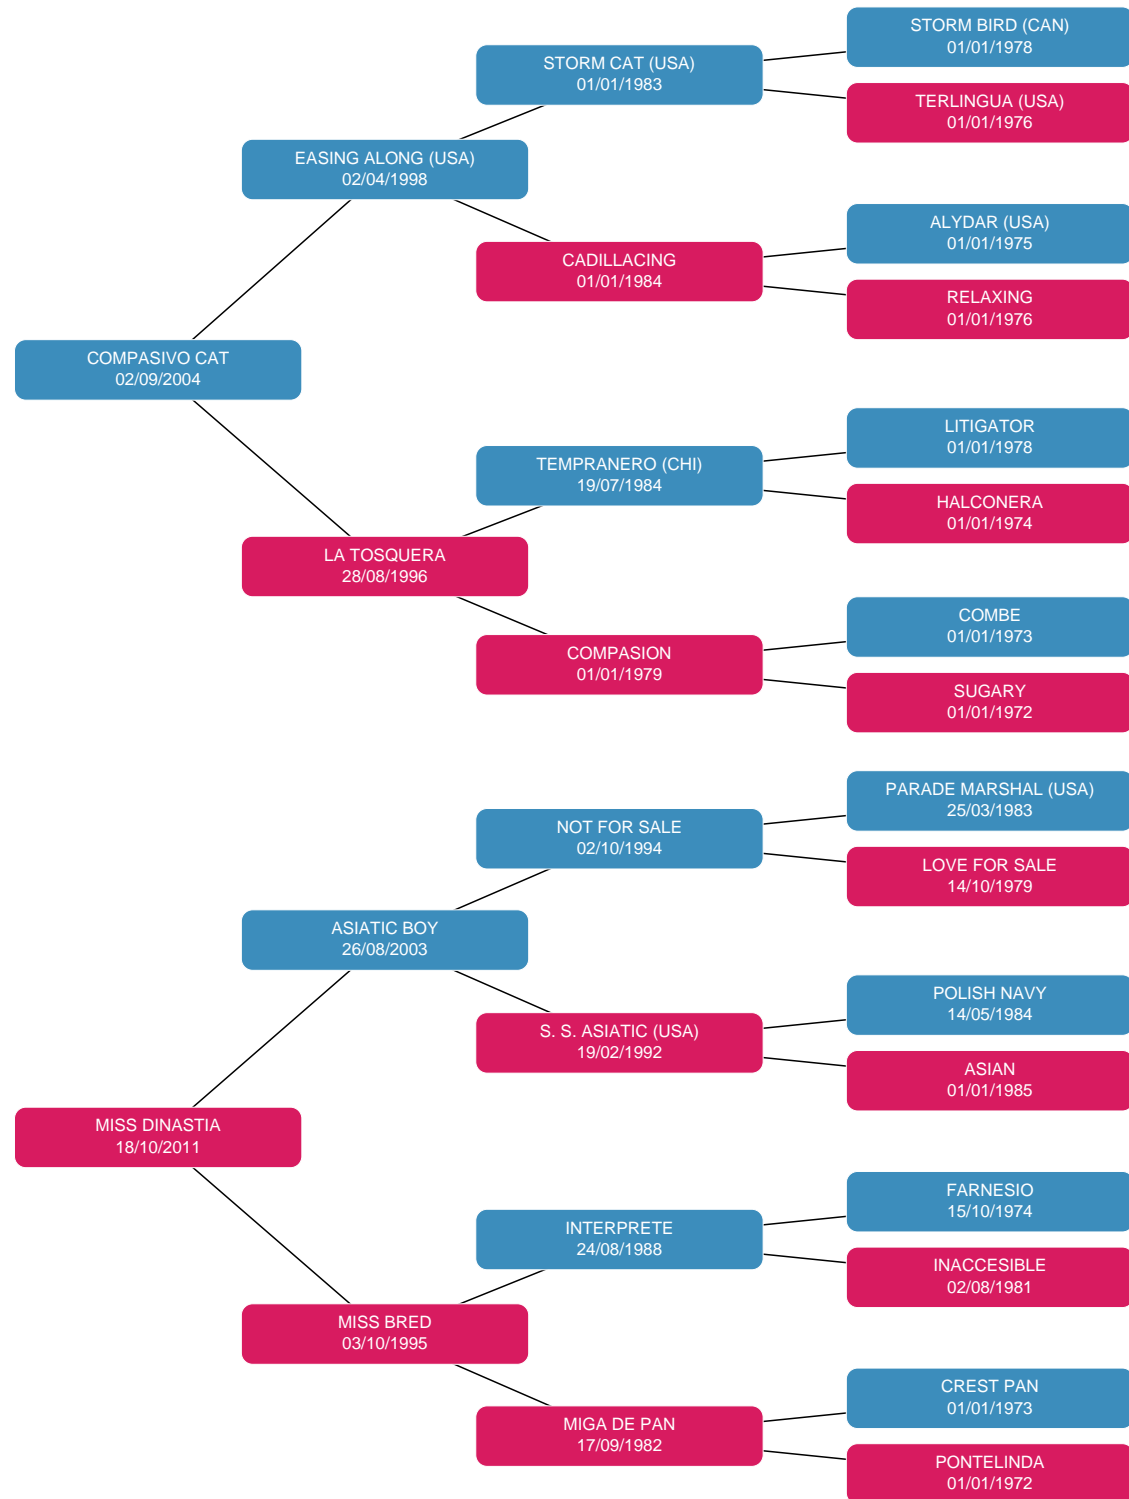 STORM BIRD (CAN)
01/01/1978
STORM CAT (USA)
01/01/1983
TERLINGUA (USA)
01/01/1976
EASING ALONG (USA)
02/04/1998
ALYDAR (USA)
01/01/1975
CADILLACING
01/01/1984
RELAXING
01/01/1976
COMPASIVO CAT
02/09/2004
LITIGATOR
01/01/1978
TEMPRANERO (CHI)
19/07/1984
HALCONERA
01/01/1974
LA TOSQUERA
28/08/1996
COMBE
01/01/1973
COMPASION
01/01/1979
SUGARY
01/01/1972
PARADE MARSHAL (USA)
25/03/1983
NOT FOR SALE
02/10/1994
LOVE FOR SALE
14/10/1979
ASIATIC BOY
26/08/2003
POLISH NAVY
14/05/1984
S. S. ASIATIC (USA)
19/02/1992
ASIAN
01/01/1985
MISS DINASTIA
18/10/2011
FARNESIO
15/10/1974
INTERPRETE
24/08/1988
INACCESIBLE
02/08/1981
MISS BRED
03/10/1995
CREST PAN
01/01/1973
MIGA DE PAN
17/09/1982
PONTELINDA
01/01/1972